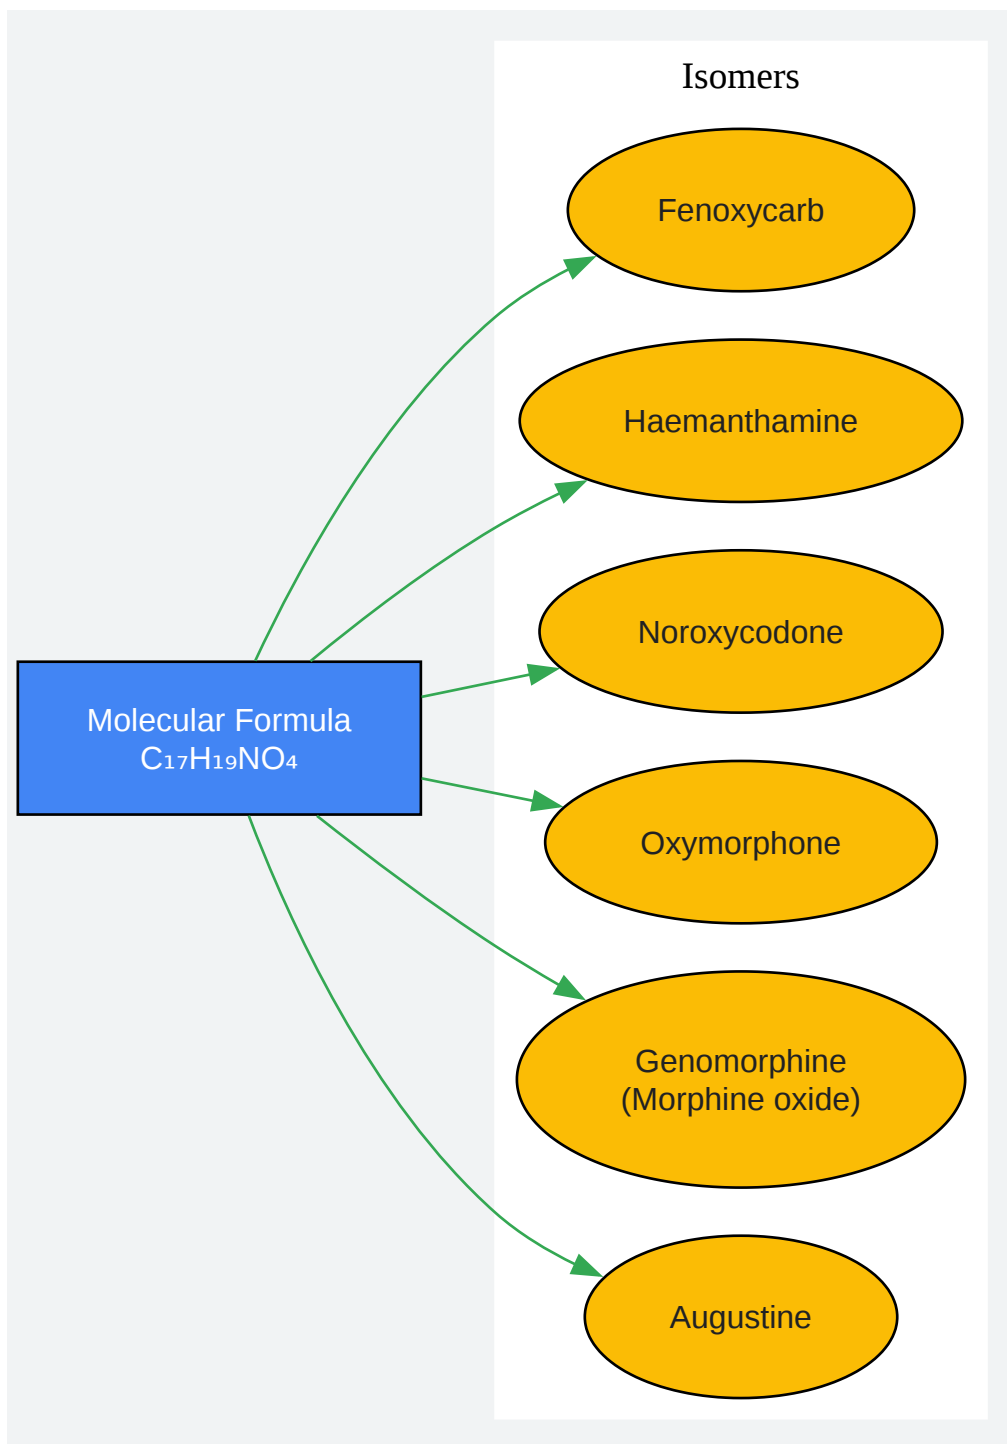 Isomers
Fenoxycarb
Haemanthamine
Noroxycodone
Molecular Formula
C₁₇H₁₉NO₄
Oxymorphone
Genomorphine
(Morphine oxide)
Augustine